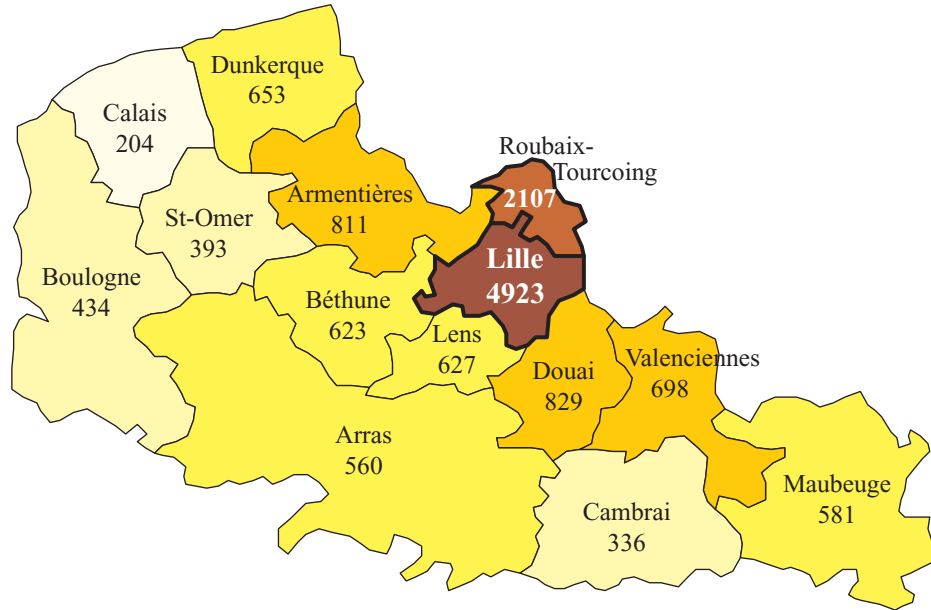 Dunkerque
653
Calais
204
Roubaix-
Tourcoing
2107
Armentières
811
St-Omer
393
Lille
4923
Boulogne
434
Béthune
623
Lens
627
Douai
829
Valenciennes
698
Arras
560
Maubeuge
581
Cambrai
336